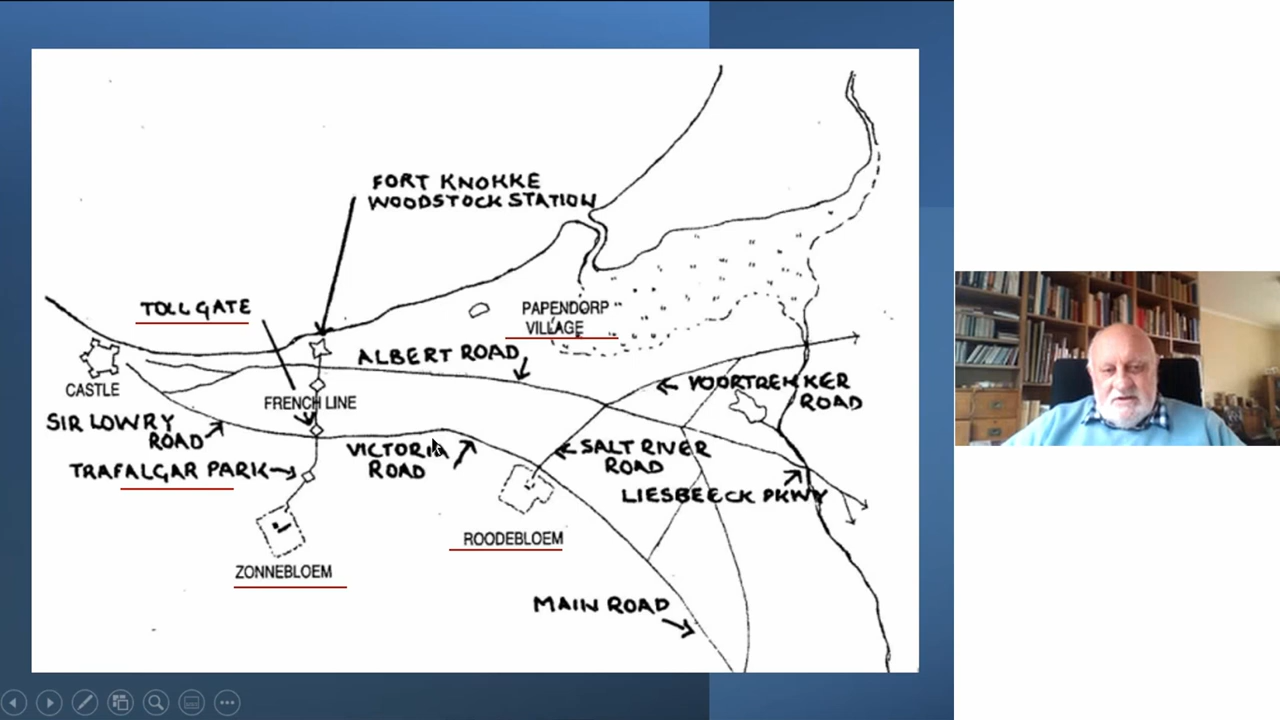 FORT KNOKKE
WOODSTOCK STATION
TOLL GATE
PAPENDORP
VILLAGE
ALBERT ROAD
CASTLE
VOORTREKKER
ROAD
FRENCH LINE
SIR LOWRY
ROAD
VICTORIA
ROAD
SALT RIVER
ROAD
TRAFALGAR PARK
LIESBEECK PKWY
ROODEBLOEM
ZONNEBLOEM
MAIN ROAD